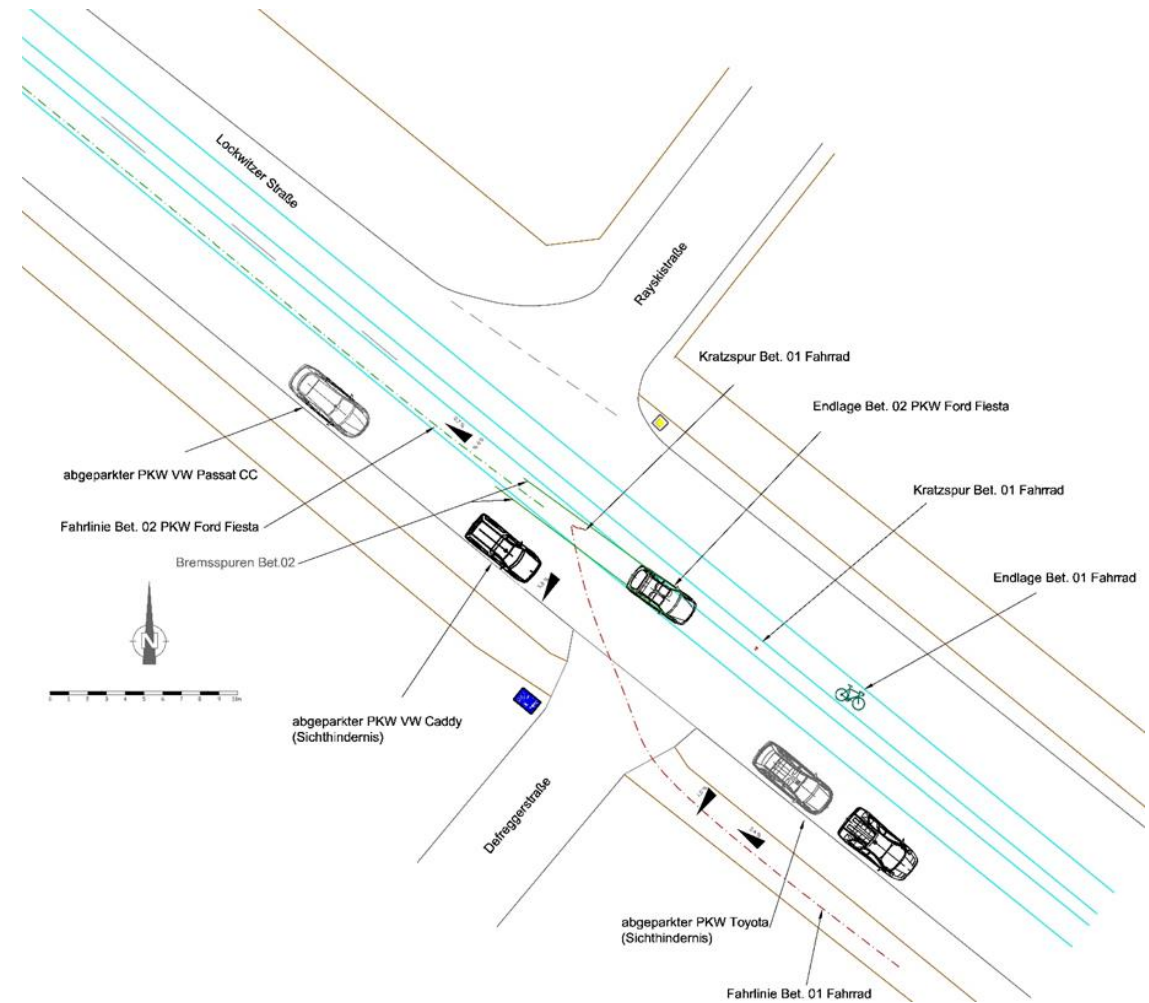 Lockwitzer Straße
Rayskistraße
Kratzspur Bet. 01 Fahrrad
Endlage Bet. 02 PKW Ford Fiesta
abgeparkter PKW VW Passat CC
Kratzspur Bet. 01 Fahrrad
Fahrlinie Bet. 02 PKW Ford Fiesta
Bremsspuren Bet.02
Endlage Bet. 01 Fahrrad
N
abgeparkter PKW VW Caddy
(Sichthindernis)
Defreggerstraße
abgeparkter PKW Toyota
(Sichthindernis)
Fahrlinie Bet. 01 Fahrrad